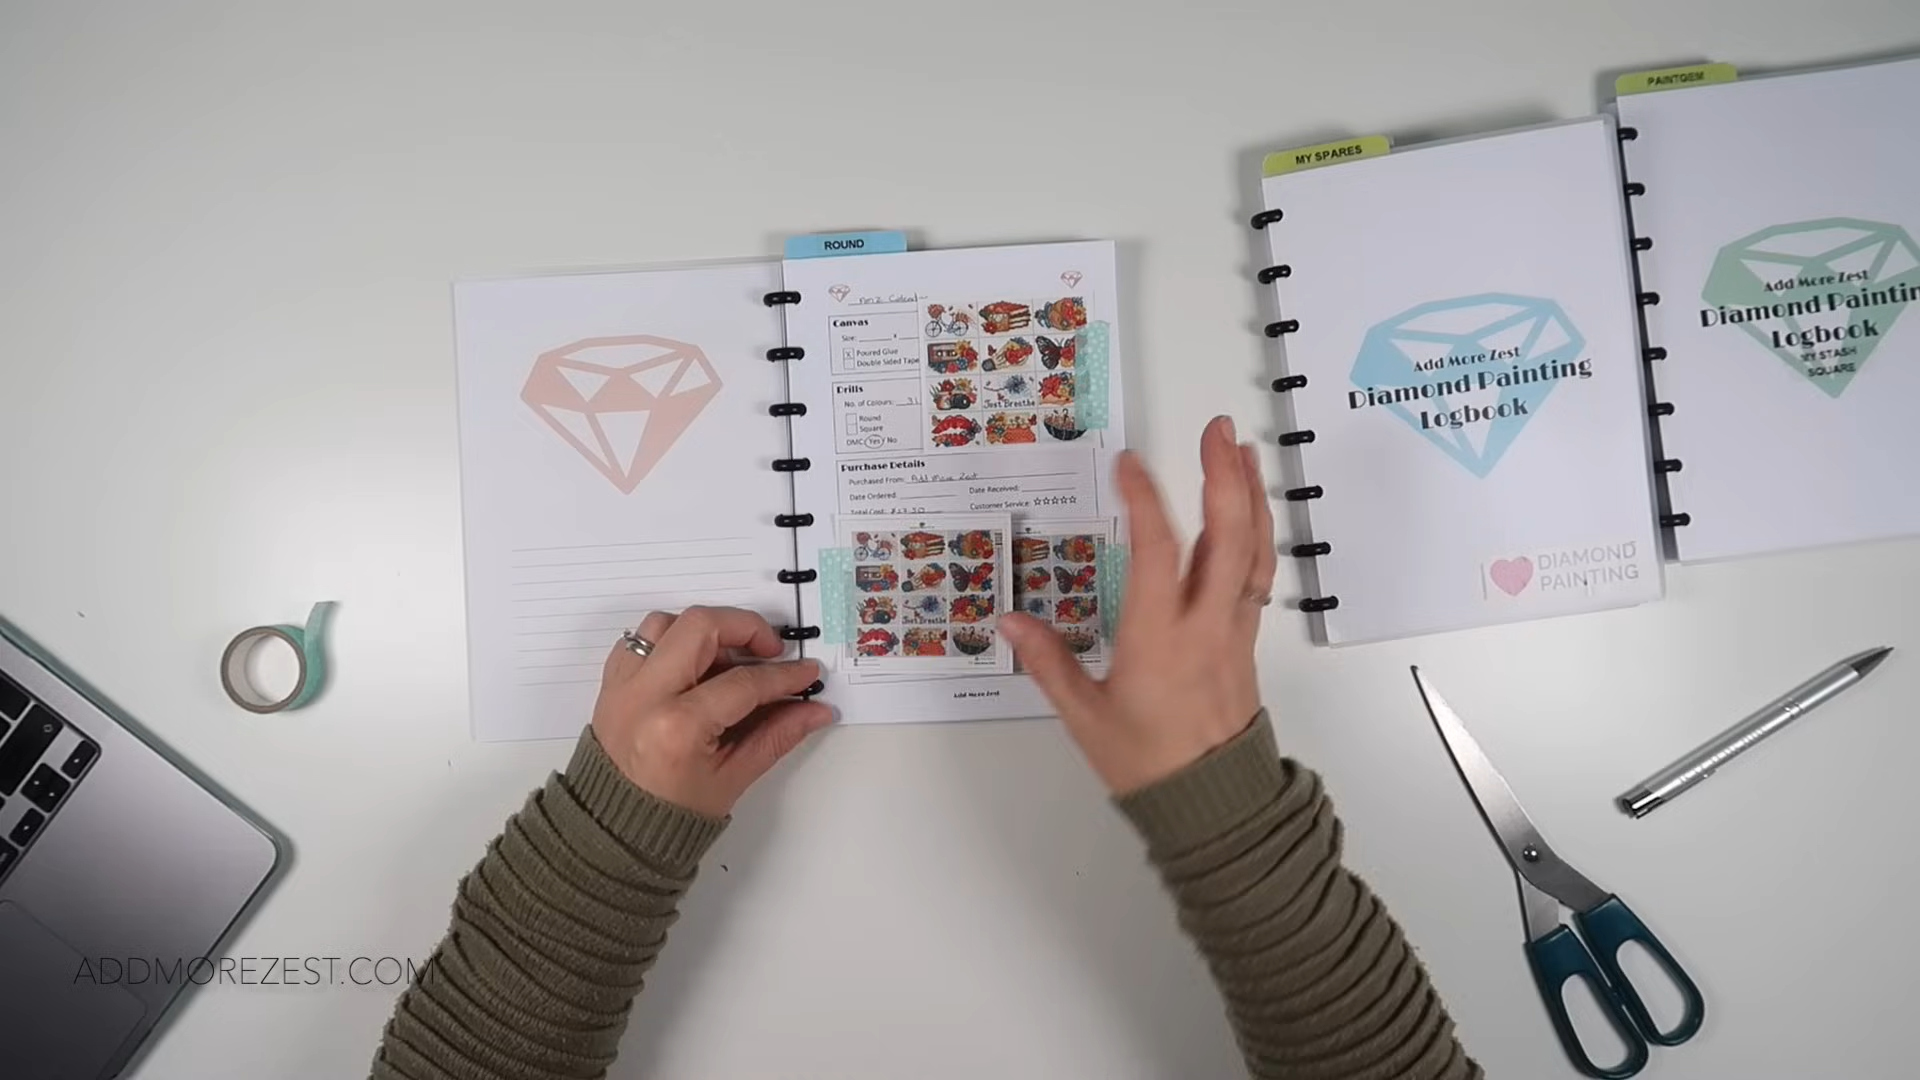 ROUND
Canvas
Size: ____ x
X Poured Glue
Double Sided Tape
Drills
No. of Colours: 31
Round
Square
DMC: Yes / No
Just Breathe
Purchase Details
Purchased From: Add More Zest
Date Ordered:
Date Received:
Customer Service: ☆☆☆☆☆
Total Cost:
Just Breathe
Add More Zest
MY SPARES
Add More Zest
Diamond Painting
Logbook
DIAMOND
PAINTING
PAINTGEM
Add More Zest
Diamond Paintin
Logbook
MY STASH
SQUARE
ADDMOREZEST.COM